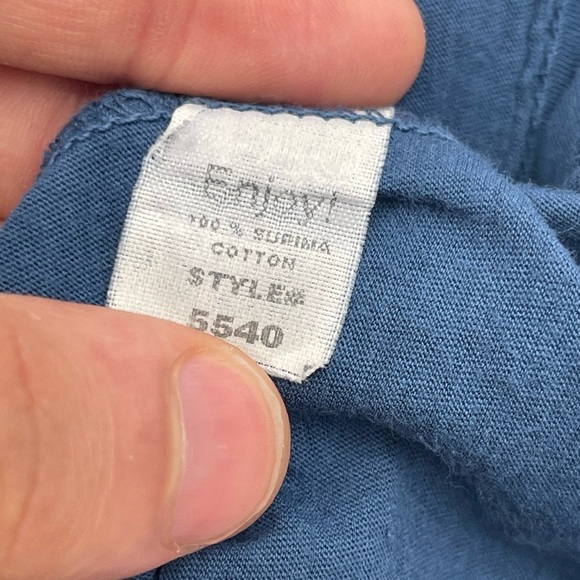 Enjoy!
100 % SUPIMA
COTTON
STYLE#
5540